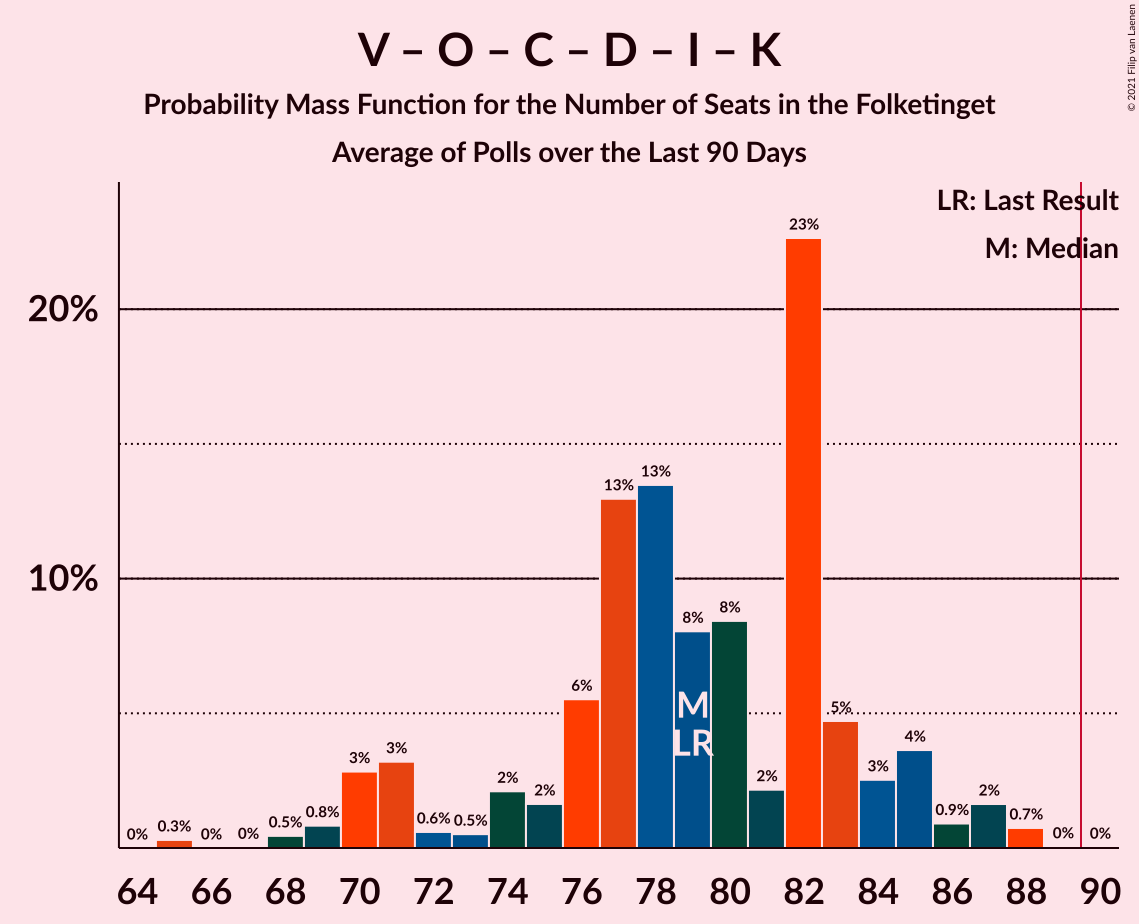 V – O – C – D – I – K
Probability Mass Function for the Number of Seats in the Folketinget
Average of Polls over the Last 90 Days
© 2021 Filip van Laenen
LR: Last Result
M: Median
20%
10%
0% 0.3% 0% 0% 0.5% 0.8% 3% 3% 0.6% 0.5% 2% 2% 6% 13% 13% 8% 8% 2% 23% 5% 3% 4% 0.9% 2% 0.7% 0% 0%
M
LR
64 66 68 70 72 74 76 78 80 82 84 86 88 90